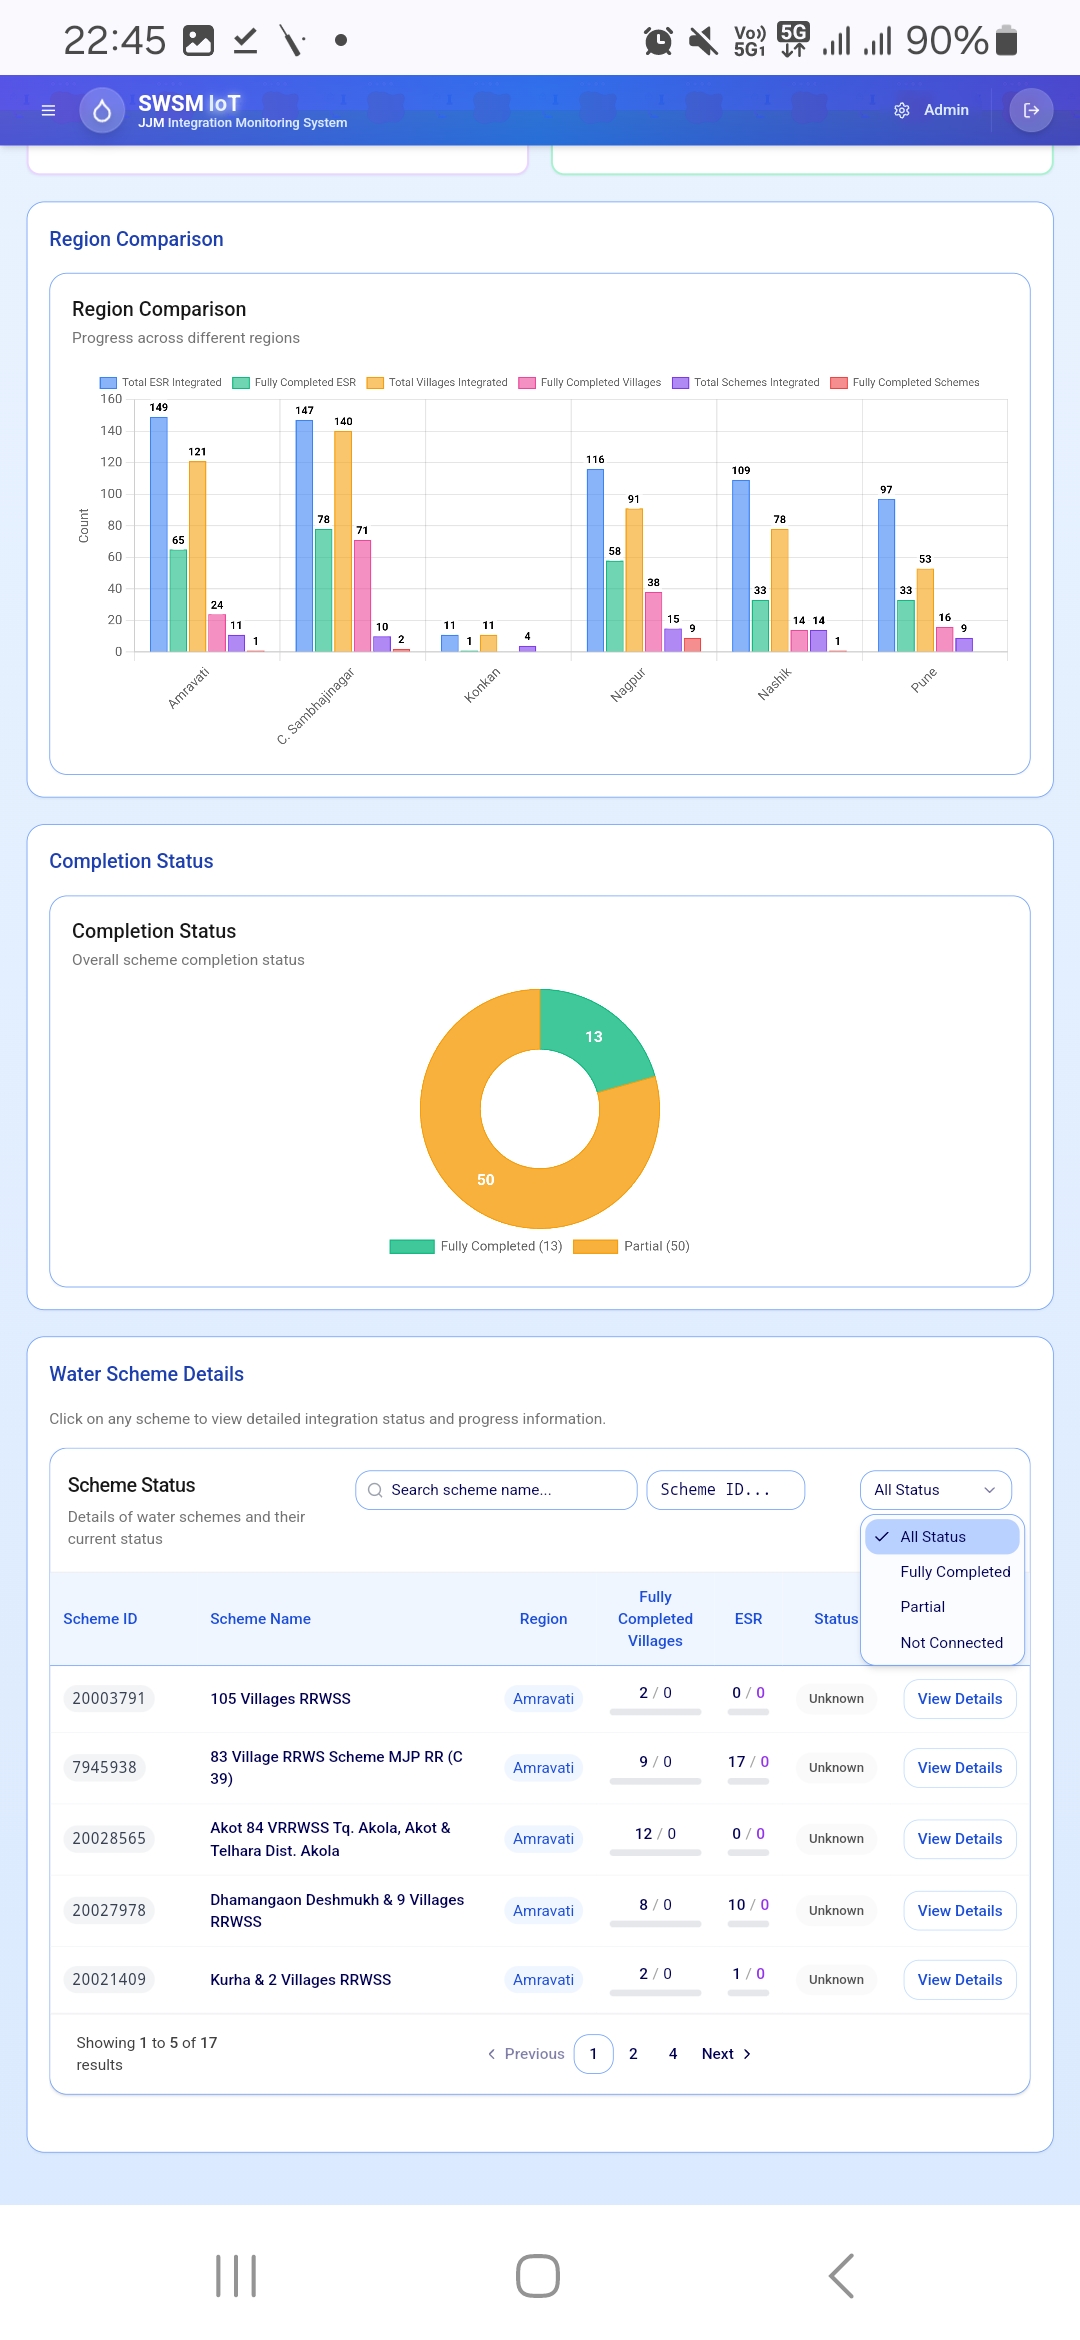 22:45
Vo)) 5G1 5G 90%
SWSM IoT
JJM Integration Monitoring System
Admin
Region Comparison
Region Comparison
Progress across different regions
Total ESR Integrated Fully Completed ESR Total Villages Integrated Fully Completed Villages Total Schemes Integrated Fully Completed Schemes
Count
160
140
120
100
80
60
40
20
0
149 65 121 24 11 1
147 78 140 71 10 2
11 1 11 4
116 58 91 38 15 9
109 33 78 14 14 1
97 33 53 16 9
Amravati
C. Sambhajinagar
Konkan
Nagpur
Nashik
Pune
Completion Status
Completion Status
Overall scheme completion status
13
50
Fully Completed (13) Partial (50)
Water Scheme Details
Click on any scheme to view detailed integration status and progress information.
Scheme Status
Details of water schemes and their
current status
Search scheme name...
Scheme ID...
All Status
All Status
Fully Completed
Partial
Not Connected
Scheme ID
Scheme Name
Region
Fully
Completed
Villages
ESR
Status
20003791 105 Villages RRWSS Amravati 2 / 0 0 / 0 Unknown View Details
7945938 83 Village RRWS Scheme MJP RR (C
39) Amravati 9 / 0 17 / 0 Unknown View Details
20028565 Akot 84 VRRWSS Tq. Akola, Akot &
Telhara Dist. Akola Amravati 12 / 0 0 / 0 Unknown View Details
20027978 Dhamangaon Deshmukh & 9 Villages
RRWSS Amravati 8 / 0 10 / 0 Unknown View Details
20021409 Kurha & 2 Villages RRWSS Amravati 2 / 0 1 / 0 Unknown View Details
Showing 1 to 5 of 17
results
Previous 1 2 4 Next